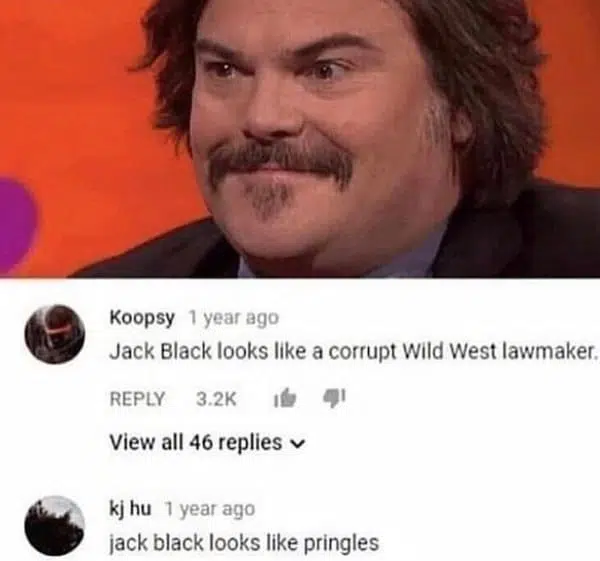 Koopsy 1 year ago
Jack Black looks like a corrupt Wild West lawmaker.
REPLY 3.2K
View all 46 replies
kj hu 1 year ago
jack black looks like pringles